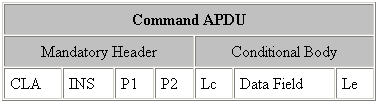 Command APDU
Mandatory Header Conditional Body
CLA INS P1 P2 Lc Data Field Le